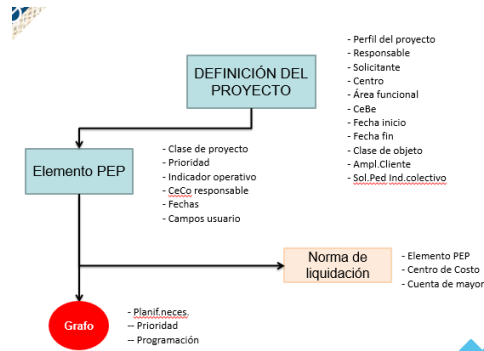 - Perfil del proyecto
- Responsable
- Solicitante
- Centro
- Área funcional
- CeBe
- Fecha inicio
- Fecha fin
- Clase de objeto
- Ampl.Cliente
- Sol.Ped Ind.colectivo
DEFINICIÓN DEL
PROYECTO
Elemento PEP
- Clase de proyecto
- Prioridad
- Indicador operativo
- CeCo responsable
- Fechas
- Campos usuario
Norma de
liquidación
- Elemento PEP
- Centro de Costo
- Cuenta de mayor
Grafo
- Planif.neces.
-- Prioridad
-- Programación